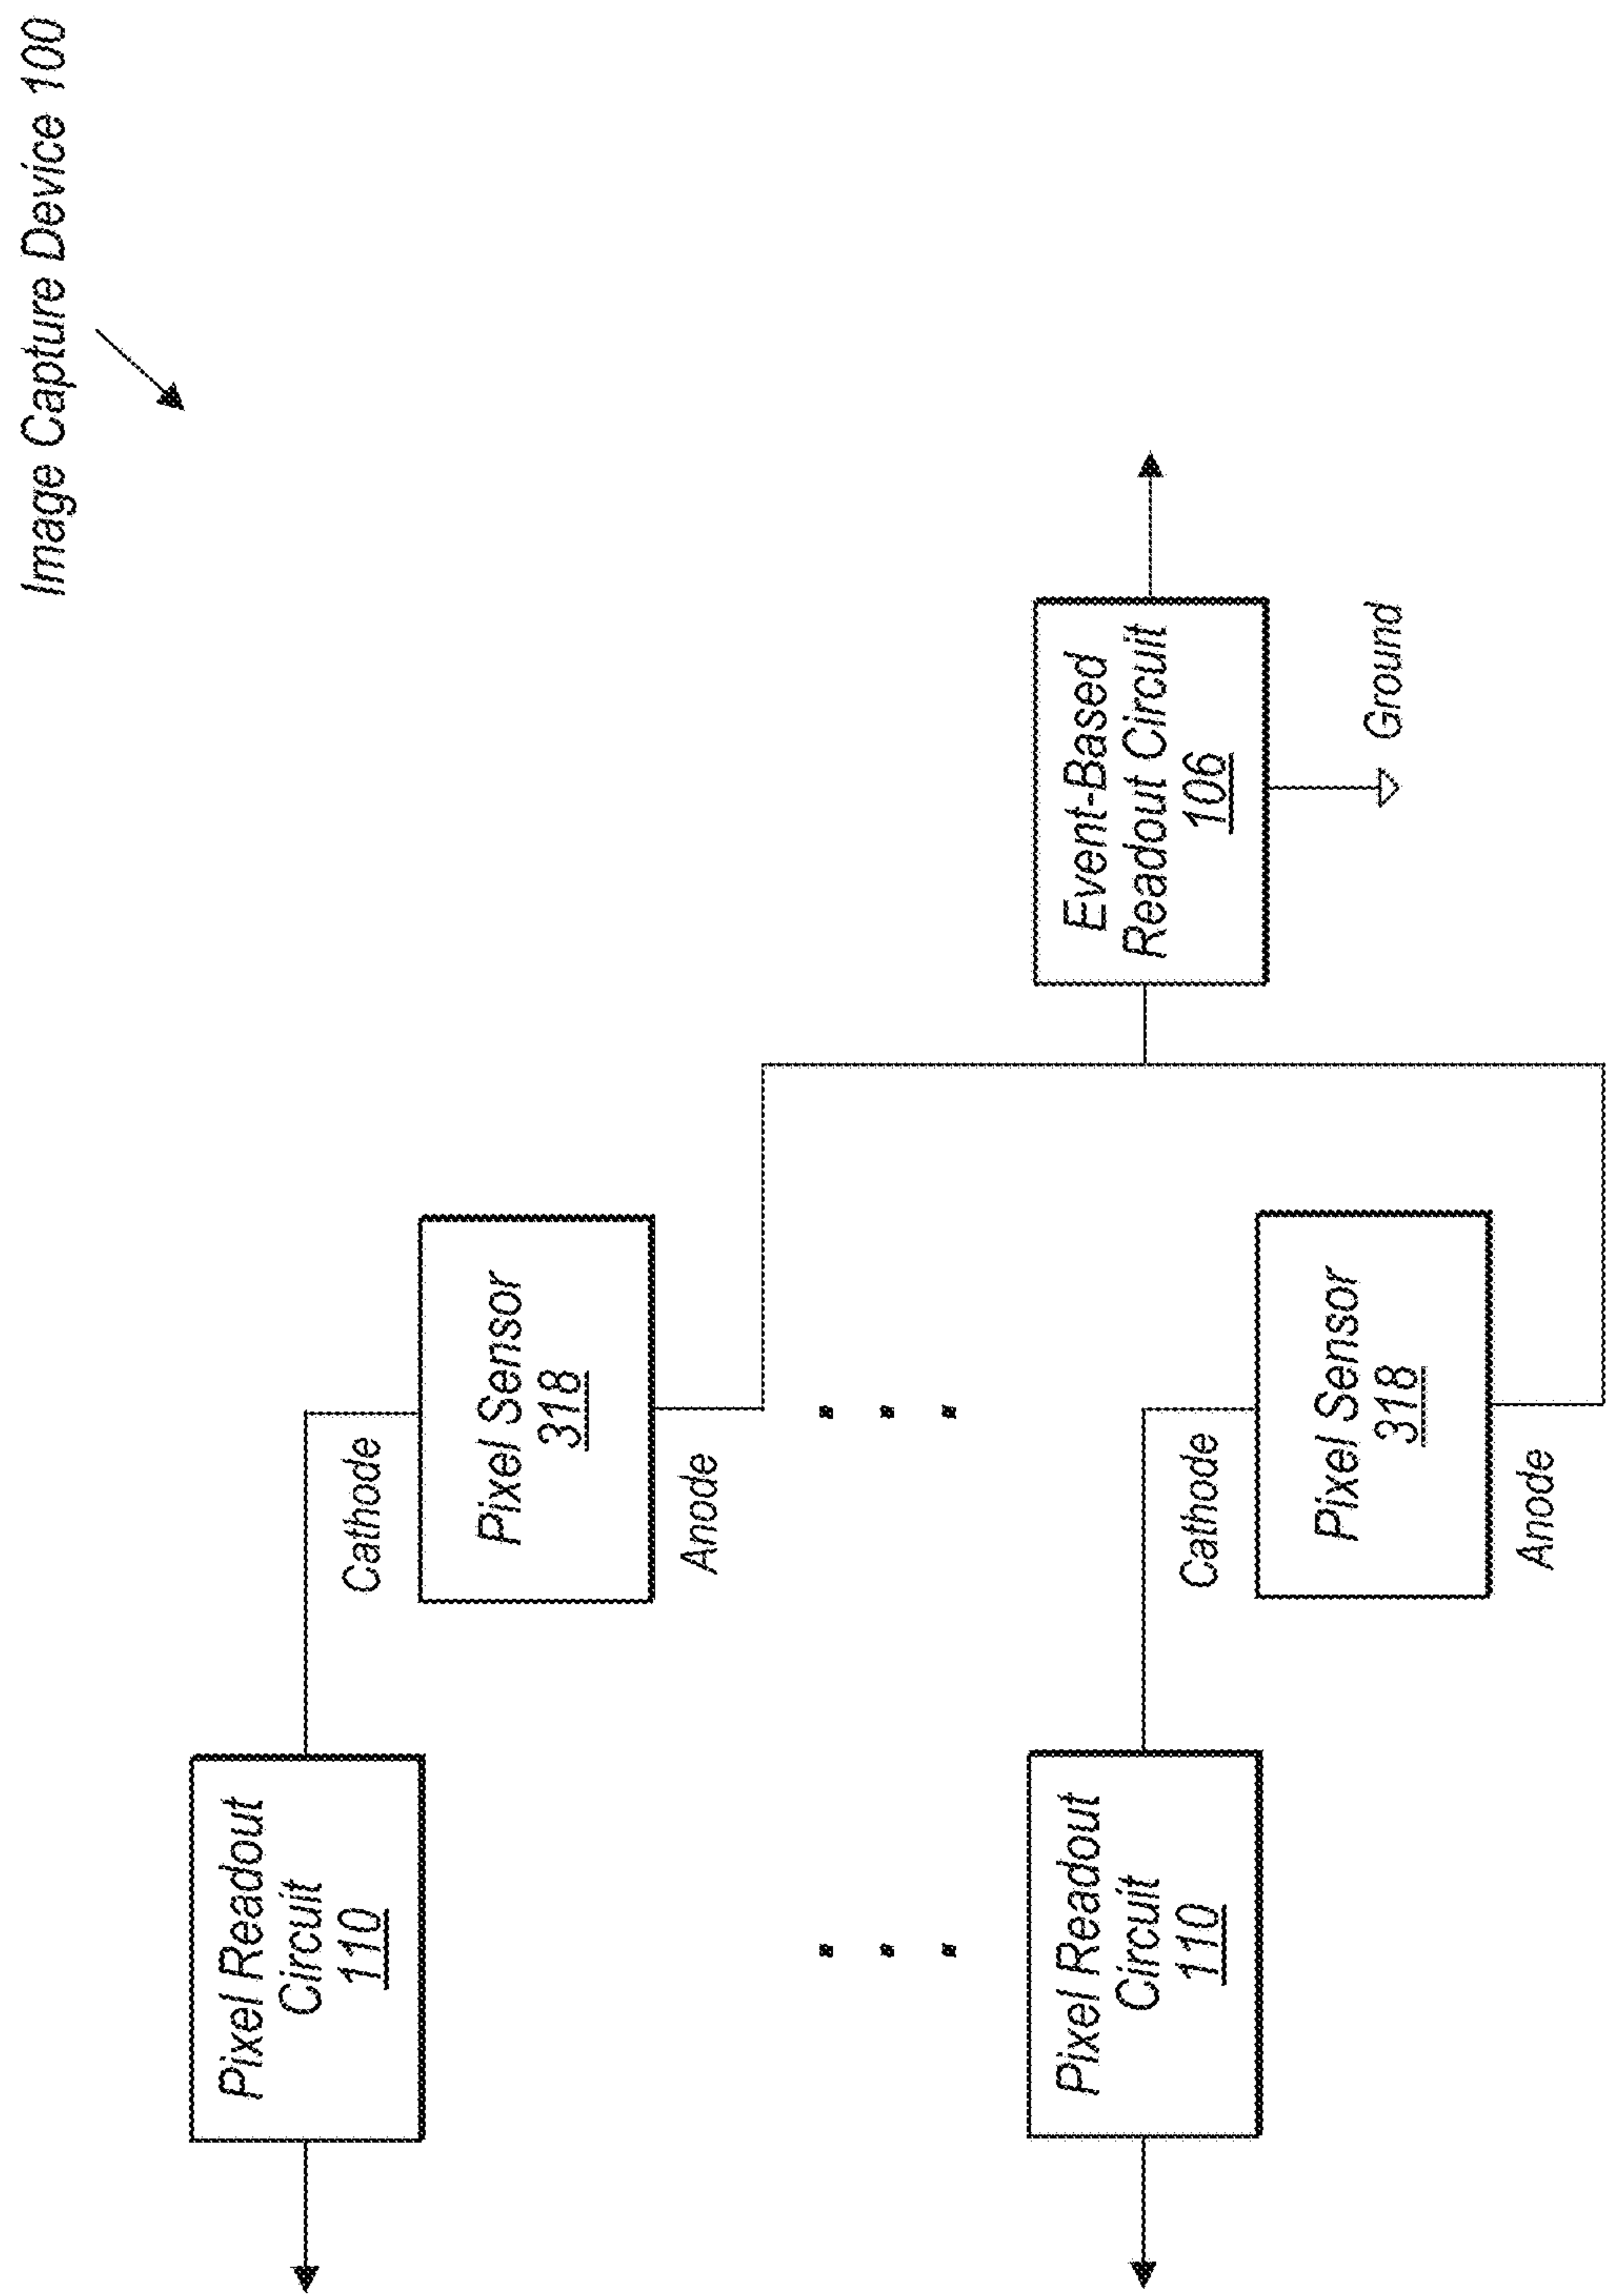 Image Capture Device 100
Pixel Readout
Circuit
110
Cathode
Pixel Sensor
318
Anode
Event-Based
Readout Circuit
106
Ground
Pixel Readout
Circuit
110
Cathode
Pixel Sensor
318
Anode